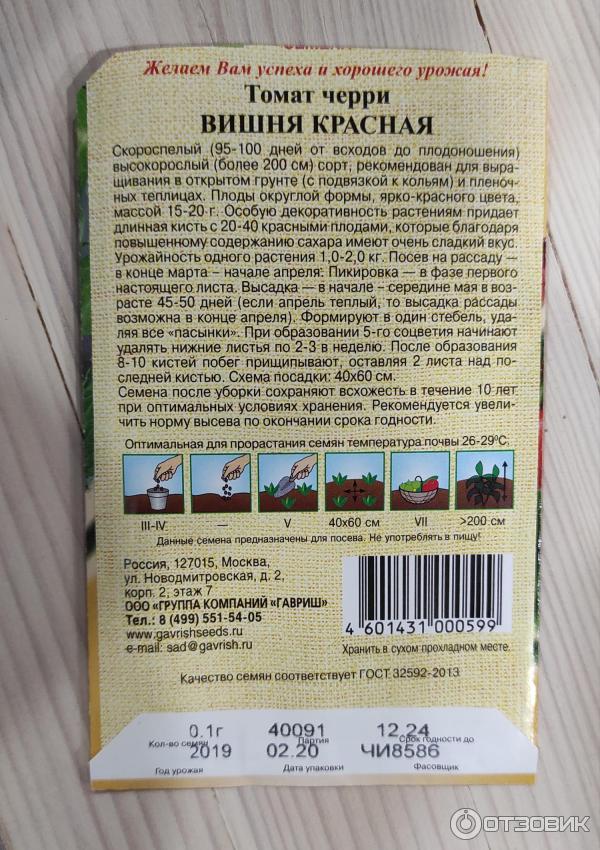 Желаем Вам успеха и хорошего урожая!
Томат черри
ВИШНЯ КРАСНАЯ
Скороспелый (95-100 дней от всходов до плодоношения)
высокорослый (более 200 см) сорт, рекомендован для выра-
щивания в открытом грунте (с подвязкой к кольям) и пленоч-
ных теплицах. Плоды округлой формы, ярко-красного цвета,
массой 15-20 г. Особую декоративность растениям придает
длинная кисть с 20-40 красными плодами, которые благодаря
повышенному содержанию сахара имеют очень сладкий вкус.
Урожайность одного растения 1,0-2,0 кг. Посев на рассаду —
в конце марта – начале апреля: Пикировка — в фазе первого
настоящего листа. Высадка — в начале – середине мая в воз-
расте 45-50 дней (если апрель теплый, то высадка рассады
возможна в конце апреля). Формируют в один стебель, уда-
ляя все «пасынки». При образовании 5-го соцветия начинают
удалять нижние листья по 2-3 в неделю. После образования
8-10 кистей побег прищипывают, оставляя 2 листа над по-
следней кистью. Схема посадки: 40х60 см.
Семена после уборки сохраняют всхожесть в течение 10 лет
при оптимальных условиях хранения. Рекомендуется увели-
чить норму высева по окончании срока годности.
Оптимальная для прорастания семян температура почвы 26-29°С.
III-IV. — V 40х60 см VII >200 см
Данные семена предназначены для посева. Не употреблять в пищу!
Россия, 127015, Москва,
ул. Новодмитровская, д. 2,
корп. 2, этаж 7
ООО «ГРУППА КОМПАНИЙ «ГАВРИШ»
Тел.: 8 (499) 551-54-05
www.gavrishseeds.ru
e-mail: sad@gavrish.ru
4 601431 000599
Хранить в сухом прохладном месте.
Качество семян соответствует ГОСТ 32592-2013
0.1г 40091 12.24
Кол-во семян Партия Срок годности до
2019 02.20 ЧИ8586
Год урожая Дата упаковки Фасовщик
ОТЗОВИК